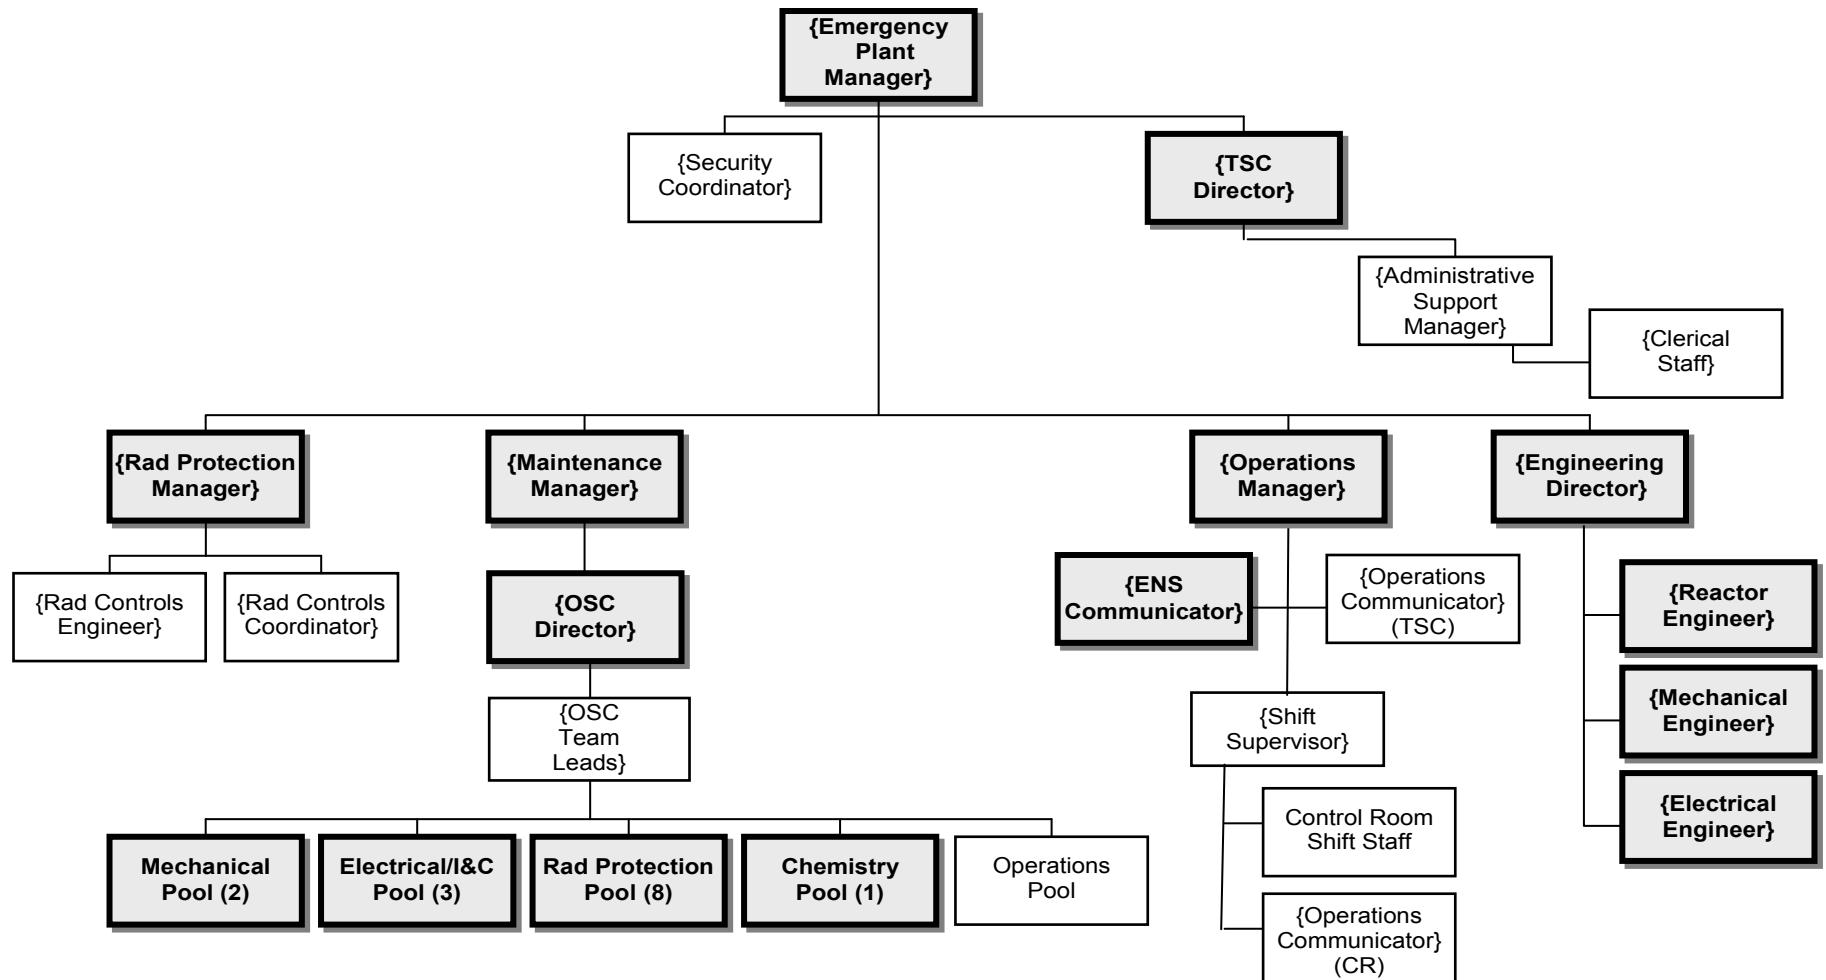 {Emergency
Plant
Manager}
{Security
Coordinator}
{TSC
Director}
{Administrative
Support
Manager}
{Clerical
Staff}
{Rad Protection
Manager}
{Maintenance
Manager}
{Operations
Manager}
{Engineering
Director}
{Rad Controls
Engineer}
{Rad Controls
Coordinator}
{OSC
Director}
{ENS
Communicator}
{Operations
Communicator}
(TSC)
{Reactor
Engineer}
{OSC
Team
Leads}
{Shift
Supervisor}
{Mechanical
Engineer}
{Electrical
Engineer}
Control Room
Shift Staff
Mechanical
Pool (2)
Electrical/I&C
Pool (3)
Rad Protection
Pool (8)
Chemistry
Pool (1)
Operations
Pool
{Operations
Communicator}
(CR)